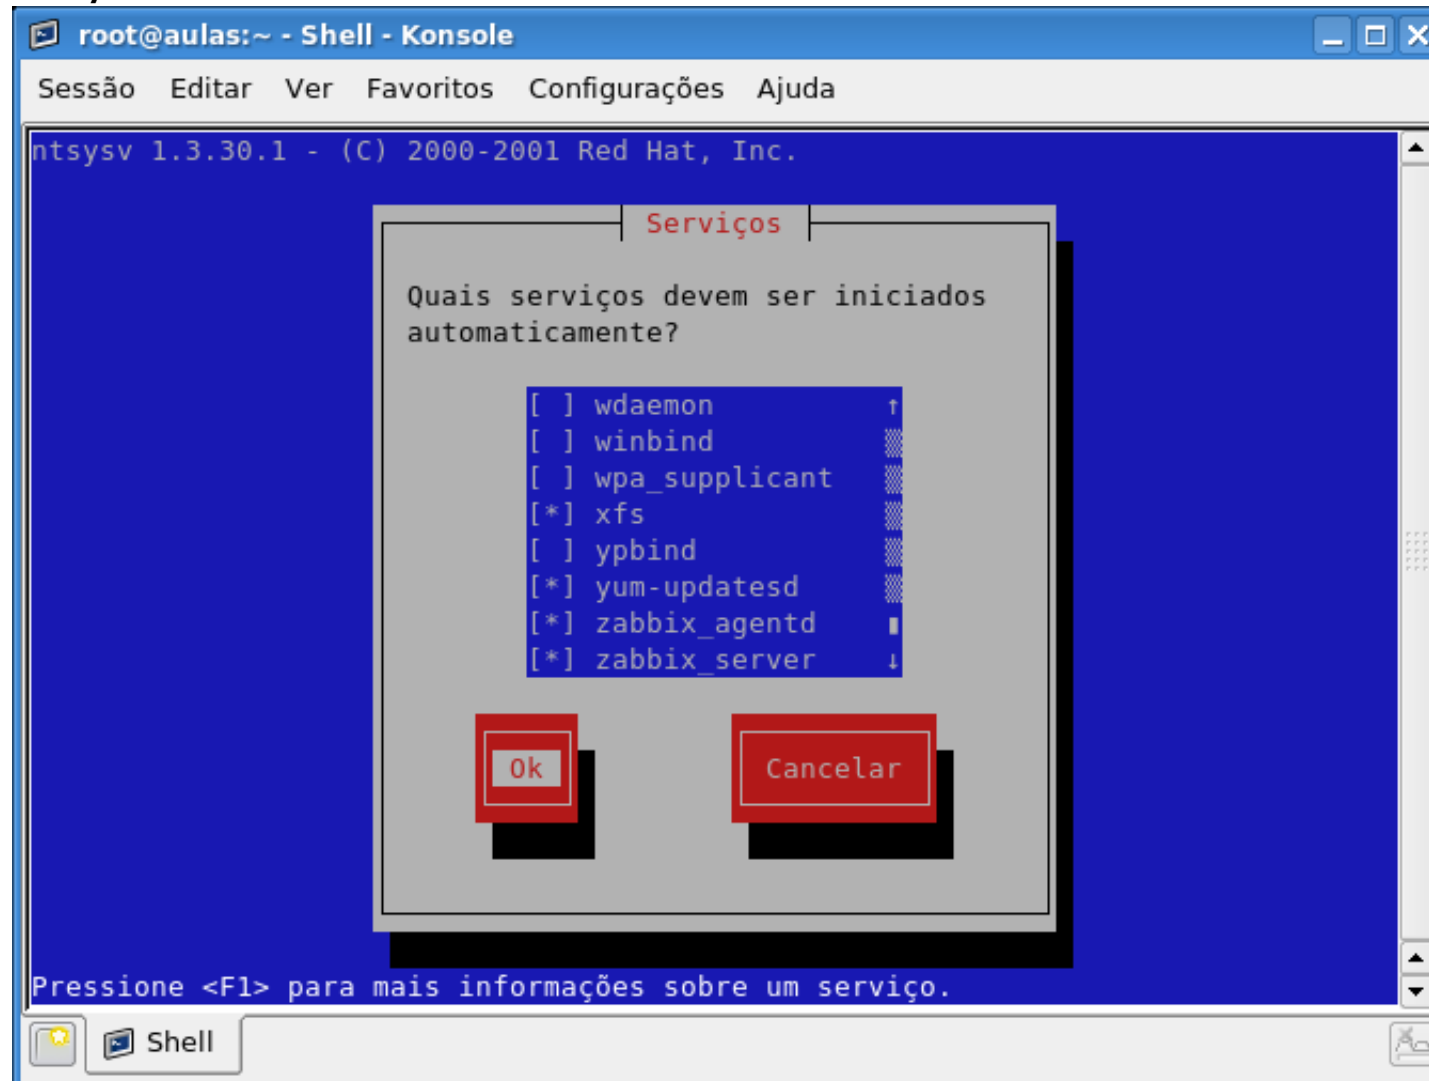 root@aulas:~ - Shell - Konsole
Sessão Editar Ver Favoritos Configurações Ajuda
ntsysv 1.3.30.1 - (C) 2000-2001 Red Hat, Inc.
Serviços
Quais serviços devem ser iniciados
automaticamente?
[ ] wdaemon ↑
[ ] winbind
[ ] wpa_supplicant
[*] xfs
[ ] ypbind
[*] yum-updatesd
[*] zabbix_agentd
[*] zabbix_server ↓
Ok Cancelar
Pressione <F1> para mais informações sobre um serviço.
Shell